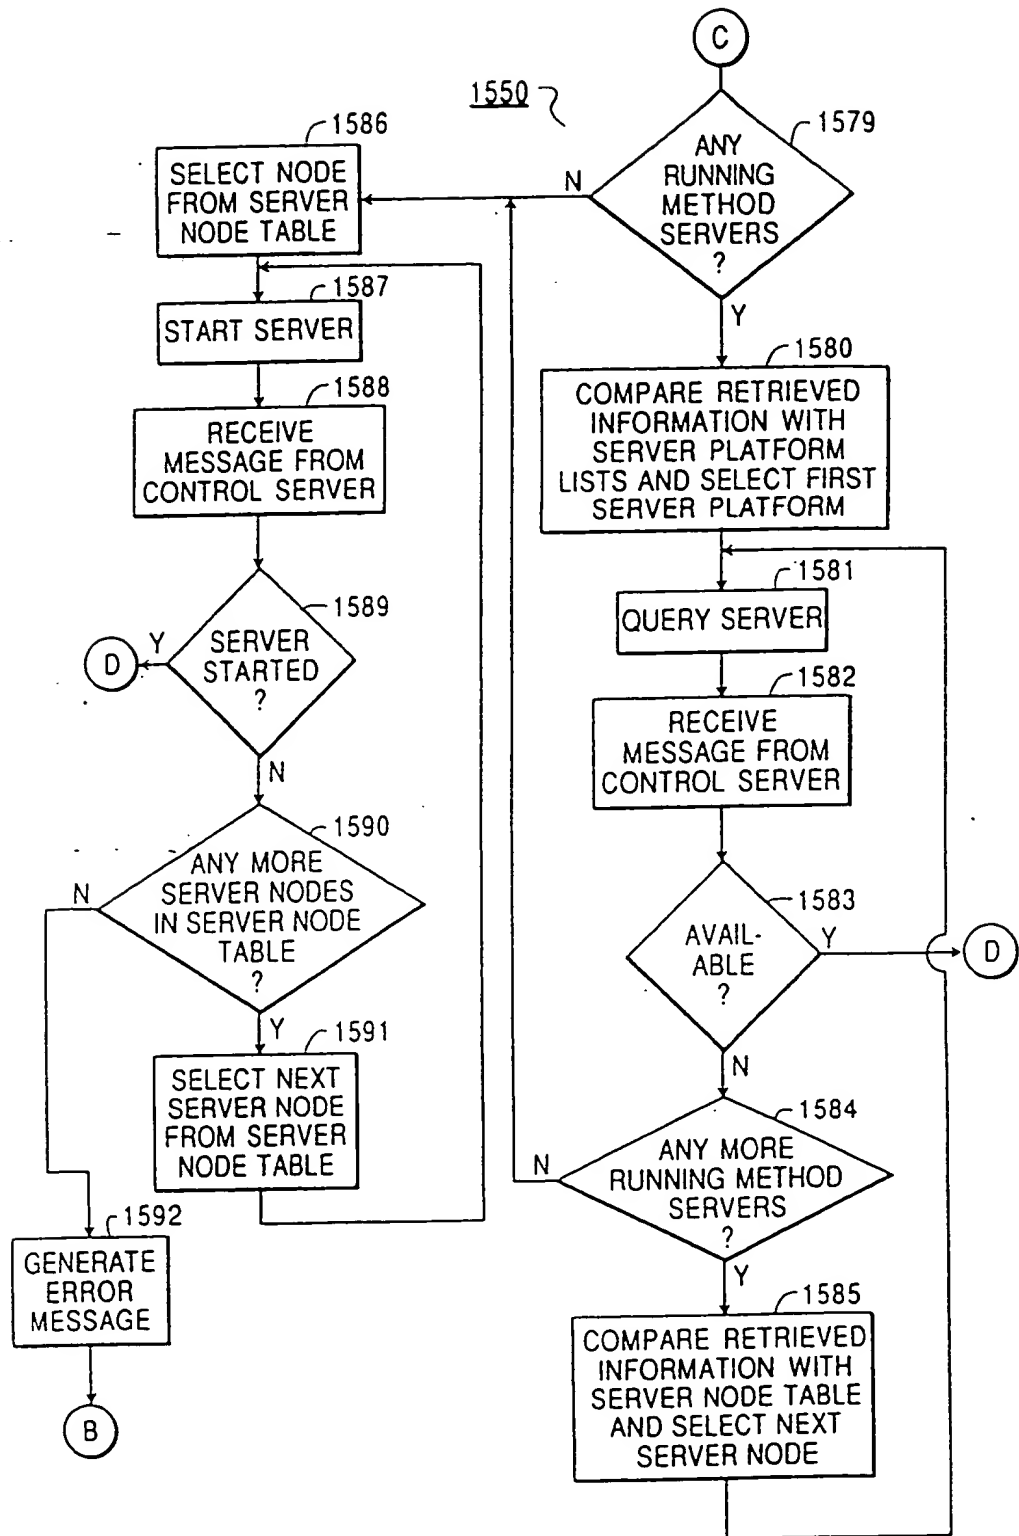 C
1550
1579
ANY
RUNNING
METHOD
SERVERS
?
N
Y
1586
SELECT NODE
FROM SERVER
NODE TABLE
1587
START SERVER
1588
RECEIVE
MESSAGE FROM
CONTROL SERVER
1589
SERVER
STARTED
?
Y
D
N
1590
ANY MORE
SERVER NODES
IN SERVER NODE
TABLE
?
N
Y
1591
SELECT NEXT
SERVER NODE
FROM SERVER
NODE TABLE
1592
GENERATE
ERROR
MESSAGE
B
1580
COMPARE RETRIEVED
INFORMATION WITH
SERVER PLATFORM
LISTS AND SELECT FIRST
SERVER PLATFORM
1581
QUERY SERVER
1582
RECEIVE
MESSAGE FROM
CONTROL SERVER
1583
AVAIL-
ABLE
?
Y
D
N
1584
ANY MORE
RUNNING METHOD
SERVERS
?
N
Y
1585
COMPARE RETRIEVED
INFORMATION WITH
SERVER NODE TABLE
AND SELECT NEXT
SERVER NODE